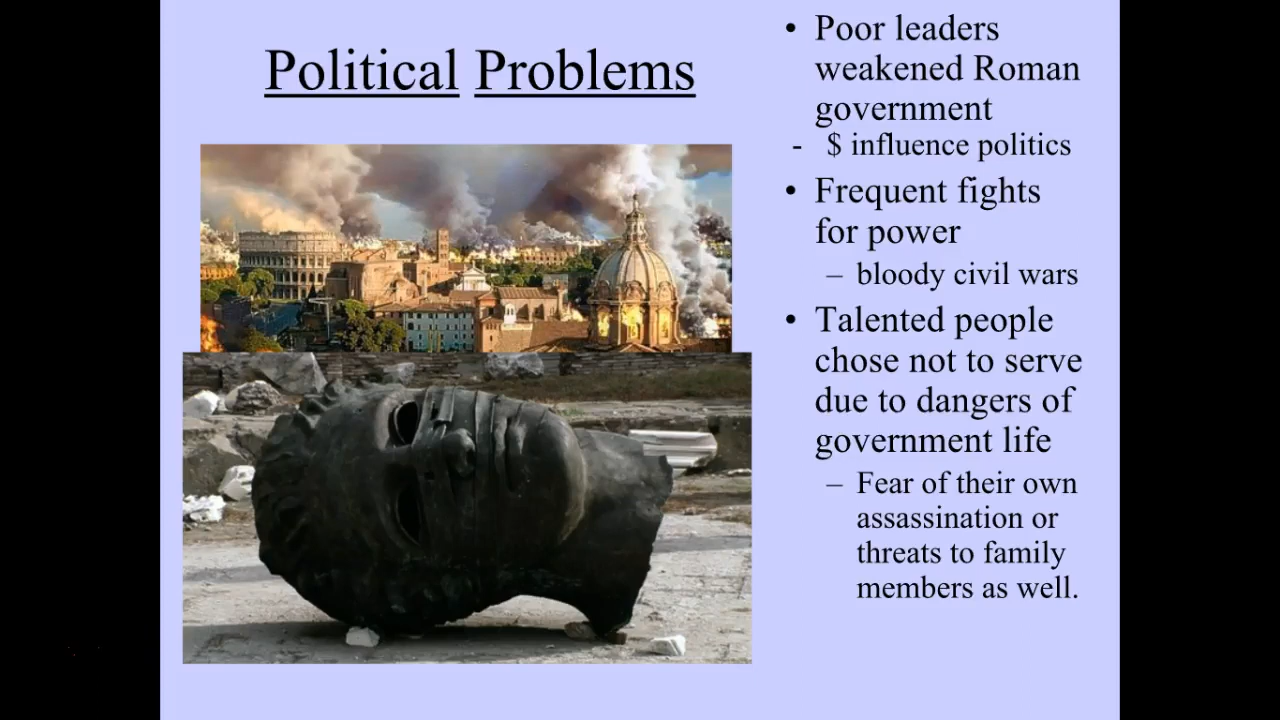 Political Problems
• Poor leaders
weakened Roman
government
- $ influence politics
• Frequent fights
for power
– bloody civil wars
• Talented people
chose not to serve
due to dangers of
government life
– Fear of their own
assassination or
threats to family
members as well.